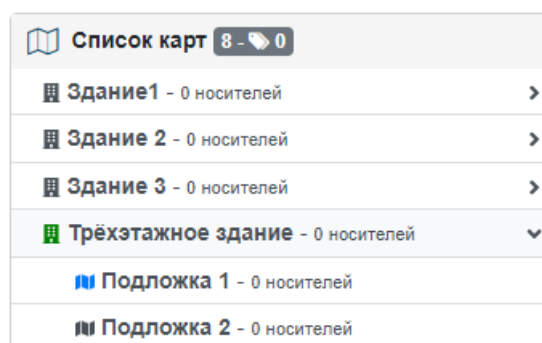 Список карт 8 - 0
Здание1 - 0 носителей
Здание 2 - 0 носителей
Здание 3 - 0 носителей
Трёхэтажное здание - 0 носителей
Подложка 1 - 0 носителей
Подложка 2 - 0 носителей